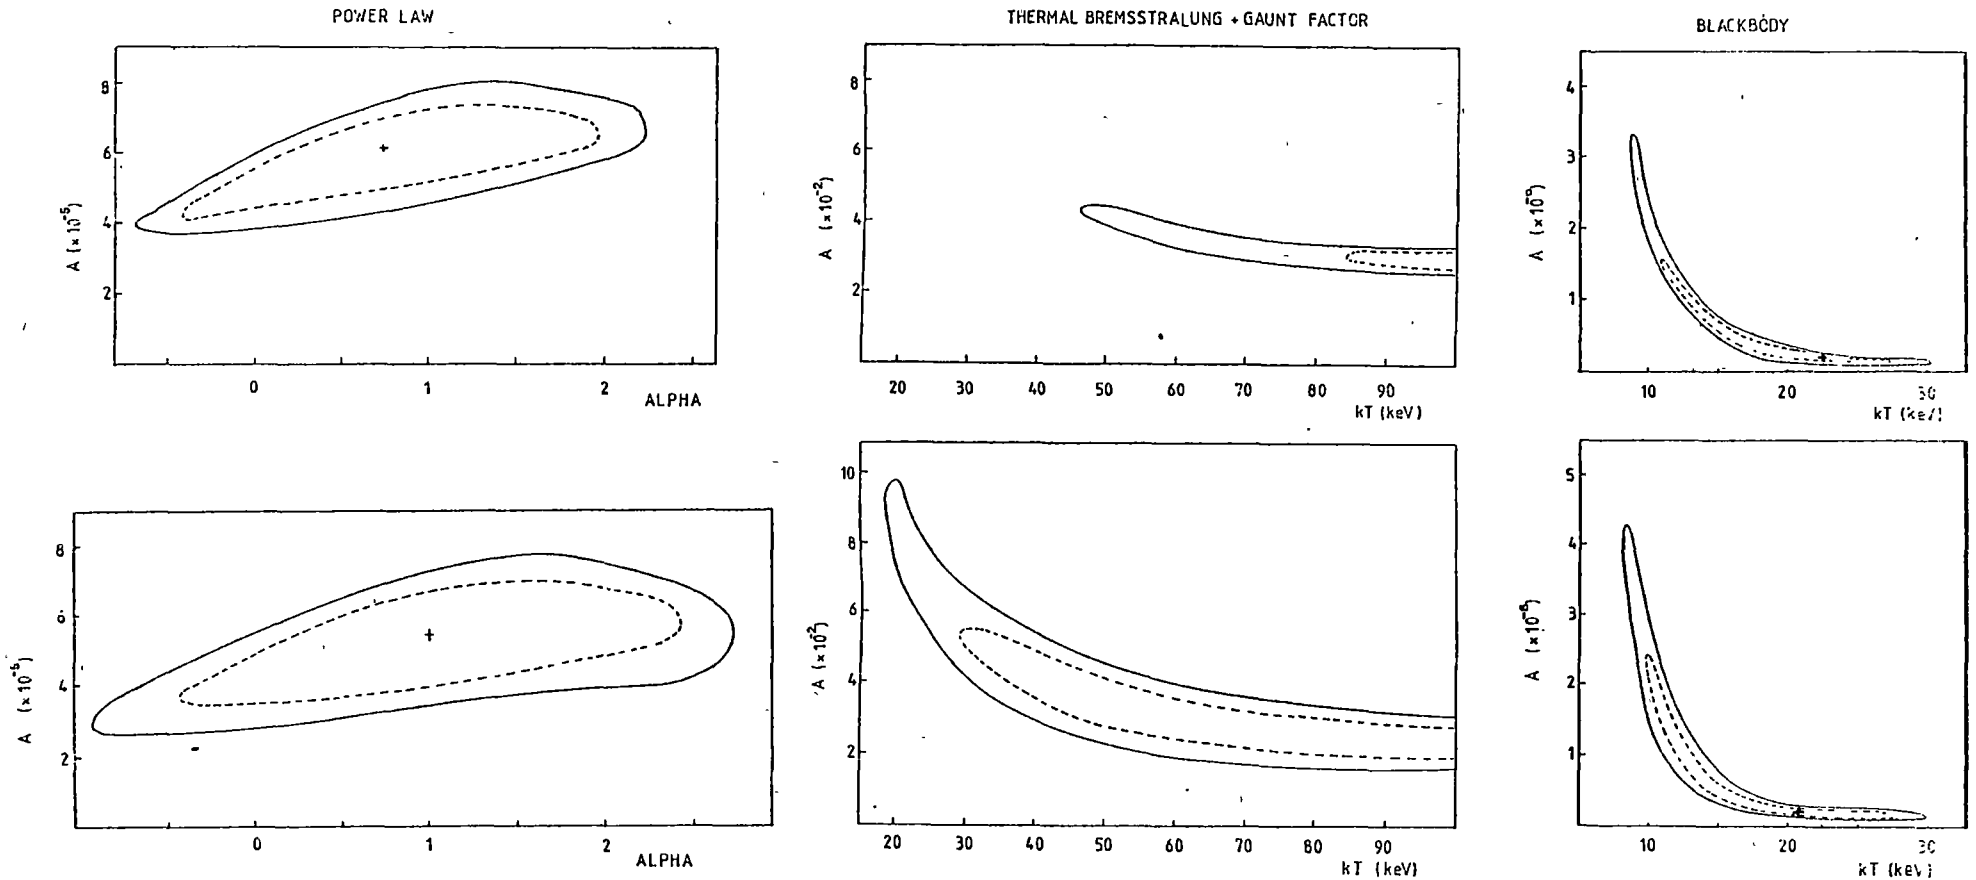 POWER LAW
THERMAL BREMSSTRALUNG + GAUNT FACTOR
BLACKBODY
8
6
4
2
A (×10⁻⁵)
0 1 2
ALPHA
8
6
4
2
A (×10⁻²)
20 30 40 50 60 70 80 90
kT (keV)
4
3
2
1
A
10 20 30
kT (keV)
8
6
4
2
A (×10⁻⁵)
0 1 2
ALPHA
10
8
6
4
2
A (×10⁻²)
20 30 40 50 60 70 80 90
kT (keV)
5
4
3
2
1
A (×10⁻⁸)
10 20 30
kT (keV)